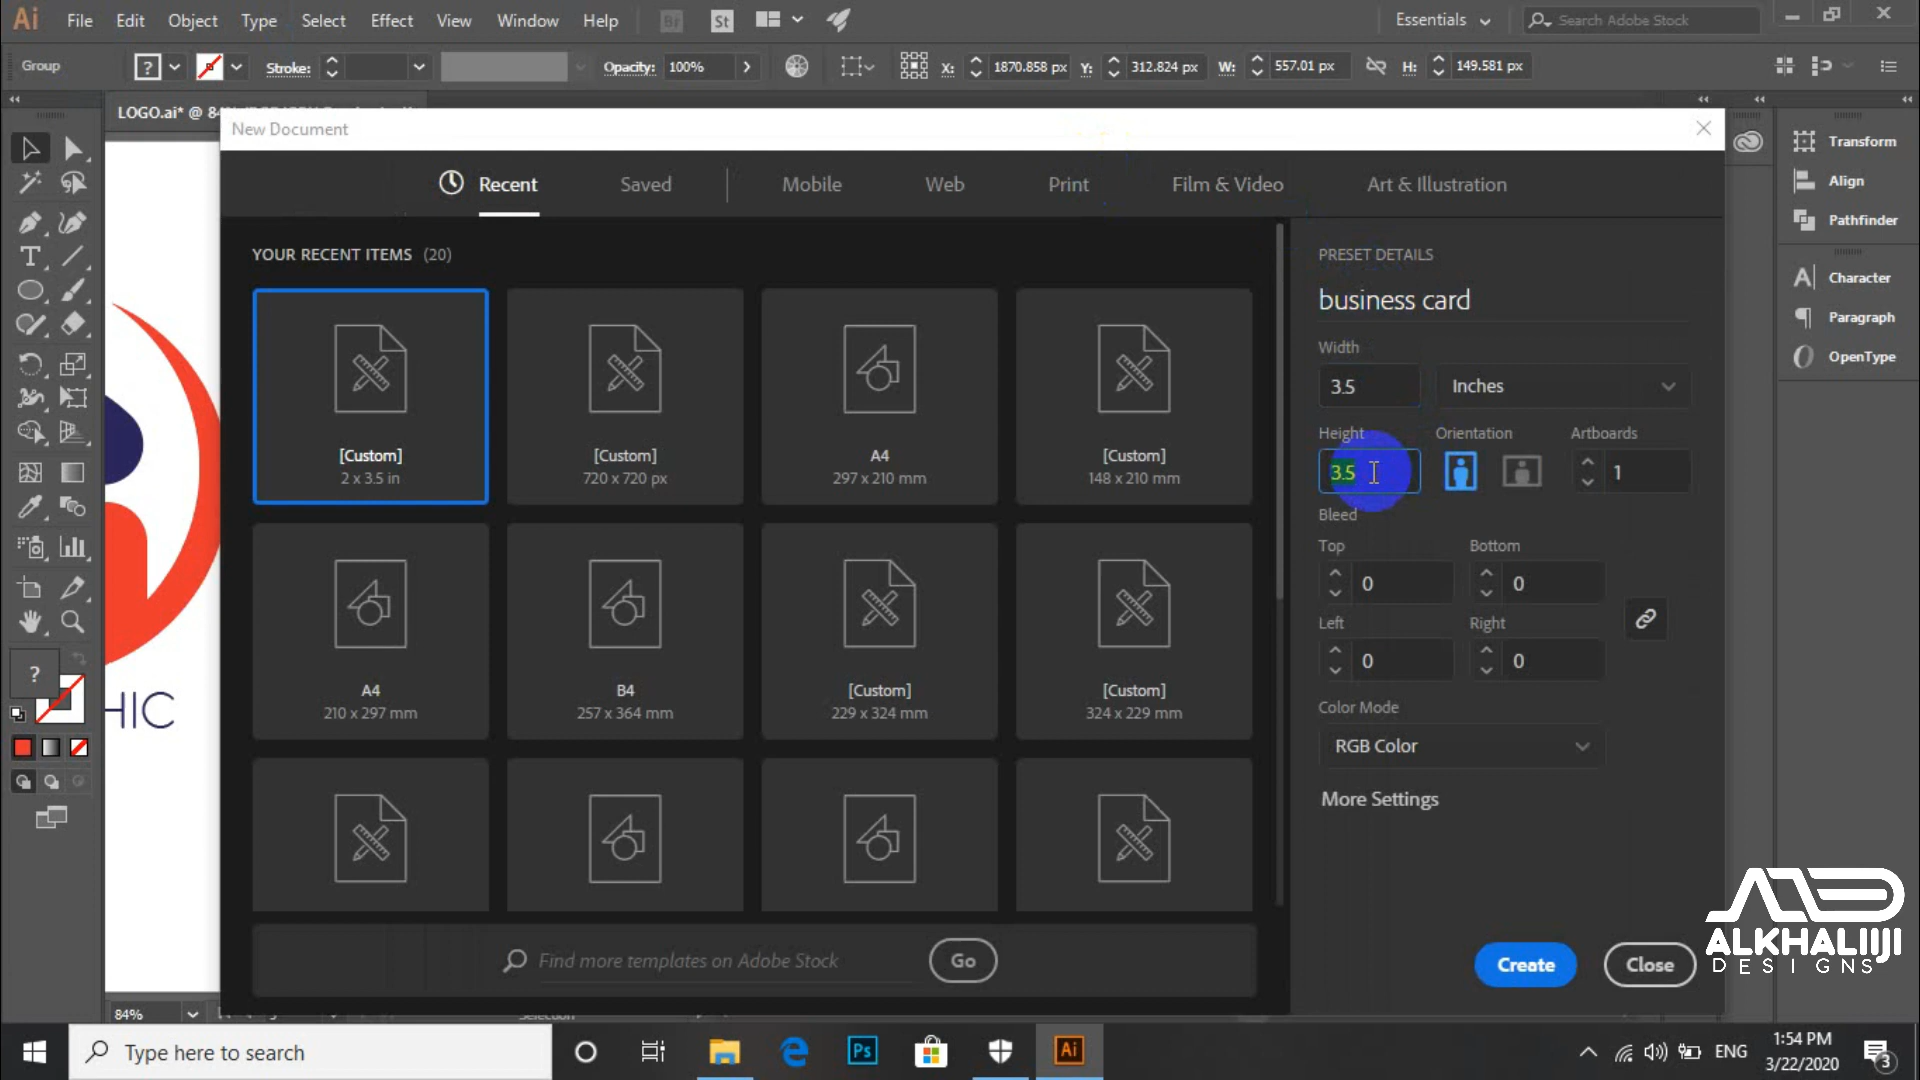 Ai File Edit Object Type Select Effect View Window Help Br St Essentials Search Adobe Stock
Group ? Stroke: Opacity: 100% X: 1870.858 px Y: 312.824 px W: 557.01 px H: 149.581 px
LOGO.ai* @ 84%
New Document
Recent Saved Mobile Web Print Film & Video Art & Illustration
YOUR RECENT ITEMS (20)
[Custom]
2 x 3.5 in
[Custom]
720 x 720 px
A4
297 x 210 mm
[Custom]
148 x 210 mm
A4
210 x 297 mm
B4
257 x 364 mm
[Custom]
229 x 324 mm
[Custom]
324 x 229 mm
Find more templates on Adobe Stock Go
PRESET DETAILS
business card
Width
3.5 Inches
Height Orientation Artboards
3.5 1
Bleed
Top Bottom
0 0
Left Right
0 0
Color Mode
RGB Color
More Settings
Create Close
Transform
Align
Pathfinder
Character
Paragraph
OpenType
T
?
HIC
84%
Selection
ALKHALIIJI
DESIGNS
Type here to search
Ps
Ai
ENG
1:54 PM
3/22/2020
3